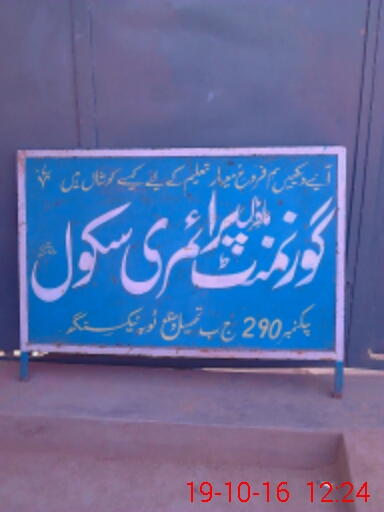 آئیے دیکھیں ہم فروغ معیار تعلیم کے لیے کیسے کوشاں ہیں
گورنمنٹ ماڈل پرائمری سکول
چک نمبر 290 ج ب تحصیل و ضلع ٹوبہ ٹیک سنگھ
19-10-16 12:24